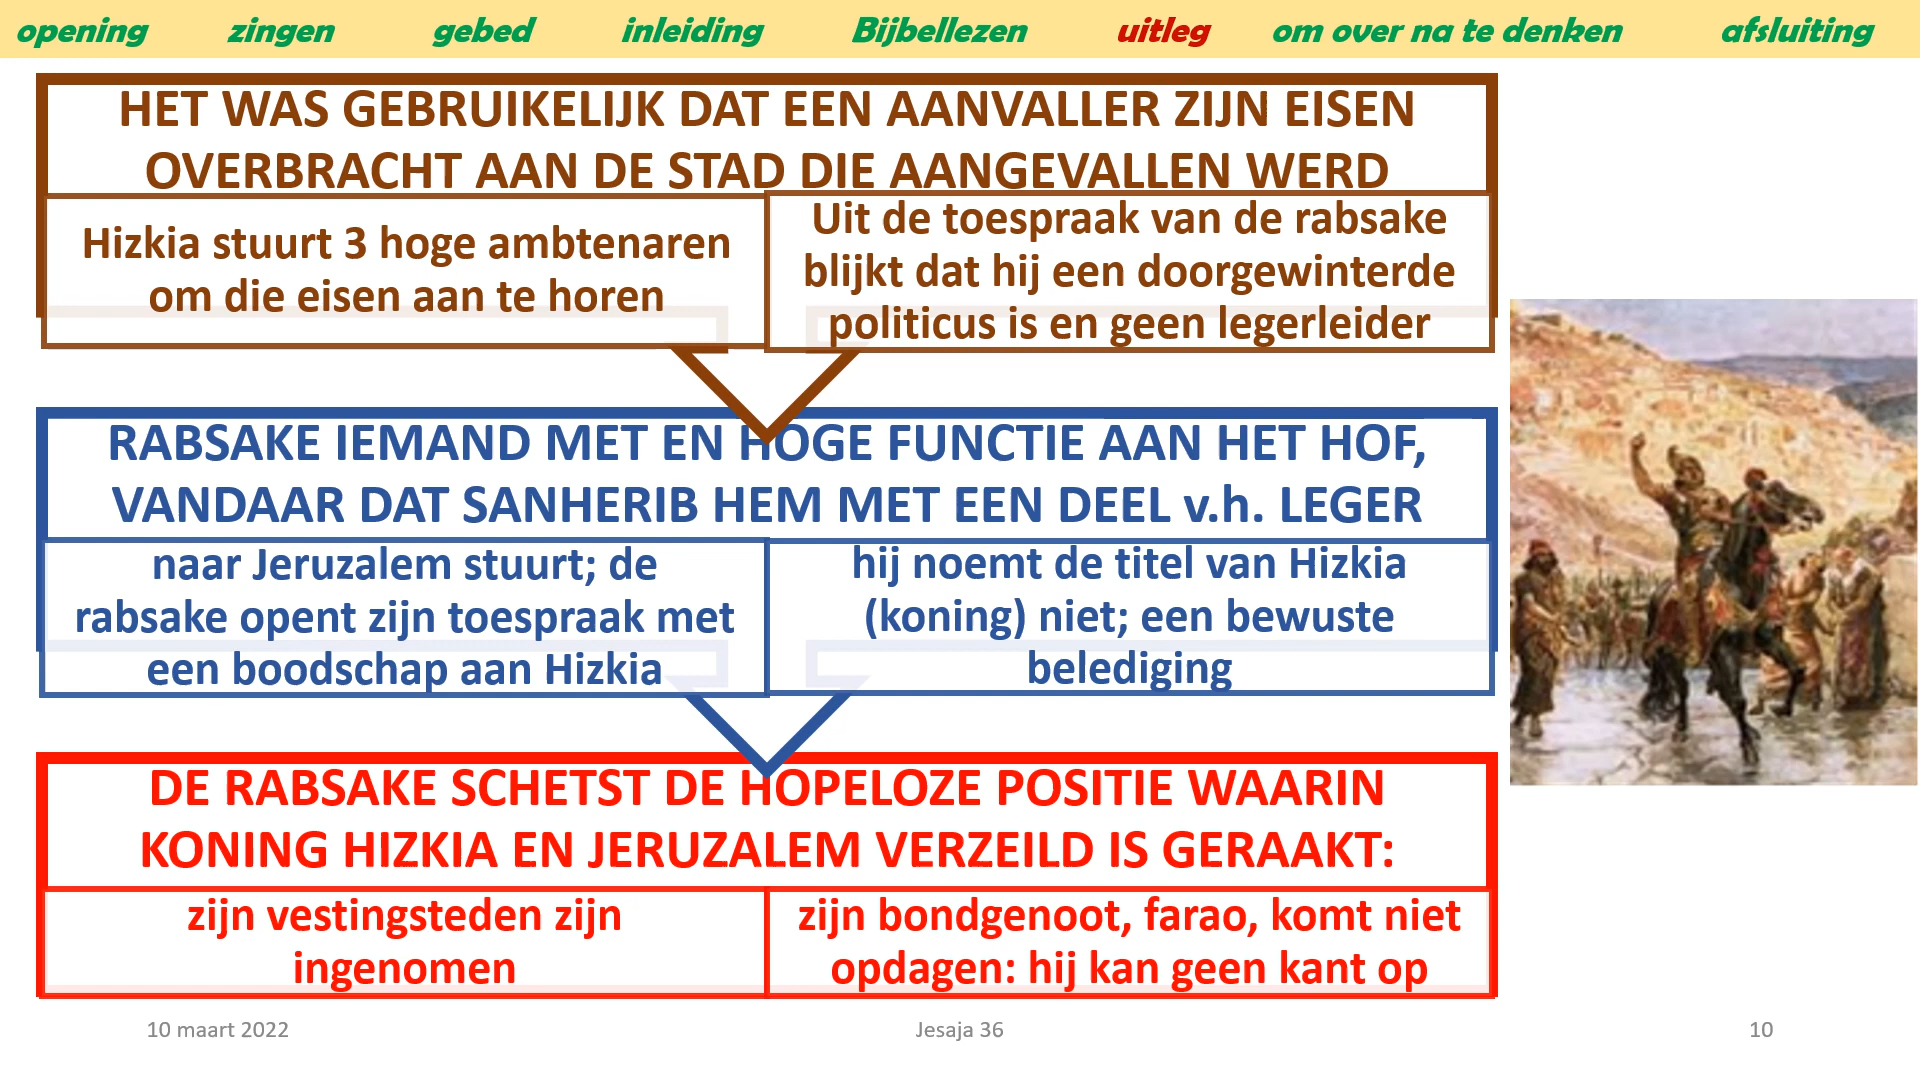 opening zingen gebed inleiding Bijbellezen uitleg om over na te denken afsluiting
HET WAS GEBRUIKELIJK DAT EEN AANVALLER ZIJN EISEN
OVERBRACHT AAN DE STAD DIE AANGEVALLEN WERD
Hizkia stuurt 3 hoge ambtenaren
om die eisen aan te horen
Uit de toespraak van de rabsake
blijkt dat hij een doorgewinterde
politicus is en geen legerleider
RABSAKE IEMAND MET EN HOGE FUNCTIE AAN HET HOF,
VANDAAR DAT SANHERIB HEM MET EEN DEEL v.h. LEGER
naar Jeruzalem stuurt; de
rabsake opent zijn toespraak met
een boodschap aan Hizkia
hij noemt de titel van Hizkia
(koning) niet; een bewuste
belediging
DE RABSAKE SCHETST DE HOPELOZE POSITIE WAARIN
KONING HIZKIA EN JERUZALEM VERZEILD IS GERAAKT:
zijn vestingsteden zijn
ingenomen
zijn bondgenoot, farao, komt niet
opdagen: hij kan geen kant op
10 maart 2022 Jesaja 36 10